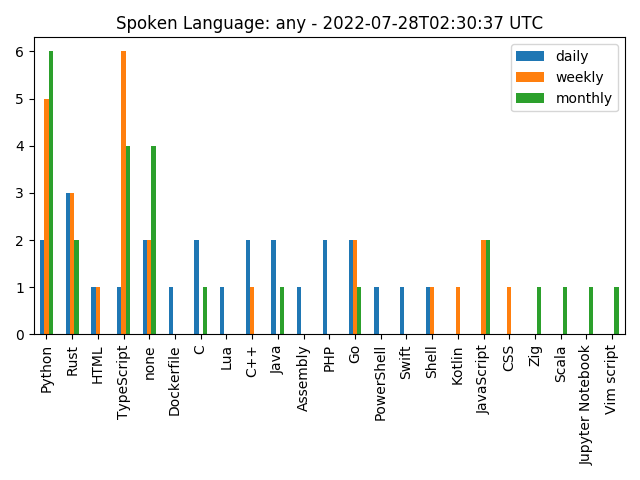 Spoken Language: any - 2022-07-28T02:30:37 UTC
daily
weekly
monthly
6
5
4
3
2
1
0
Python
Rust
HTML
TypeScript
none
Dockerfile
C
Lua
C++
Java
Assembly
PHP
Go
PowerShell
Swift
Shell
Kotlin
JavaScript
CSS
Zig
Scala
Jupyter Notebook
Vim script